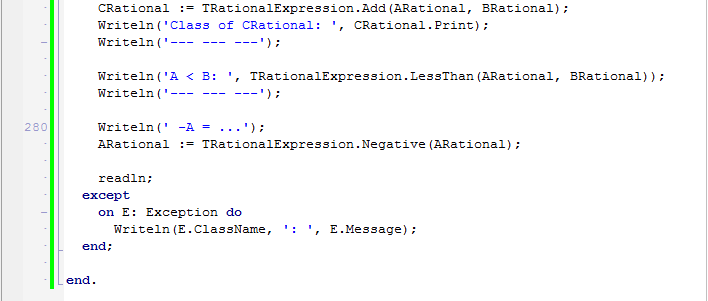 CRational := TRationalExpression.Add(ARational, BRational);
Writeln('Class of CRational: ', CRational.Print);
Writeln('--- --- ---');
Writeln('A < B: ', TRationalExpression.LessThan(ARational, BRational));
Writeln('--- --- ---');
280 Writeln(' -A = ...');
ARational := TRationalExpression.Negative(ARational);
readln;
except
on E: Exception do
Writeln(E.ClassName, ': ', E.Message);
end;
end.